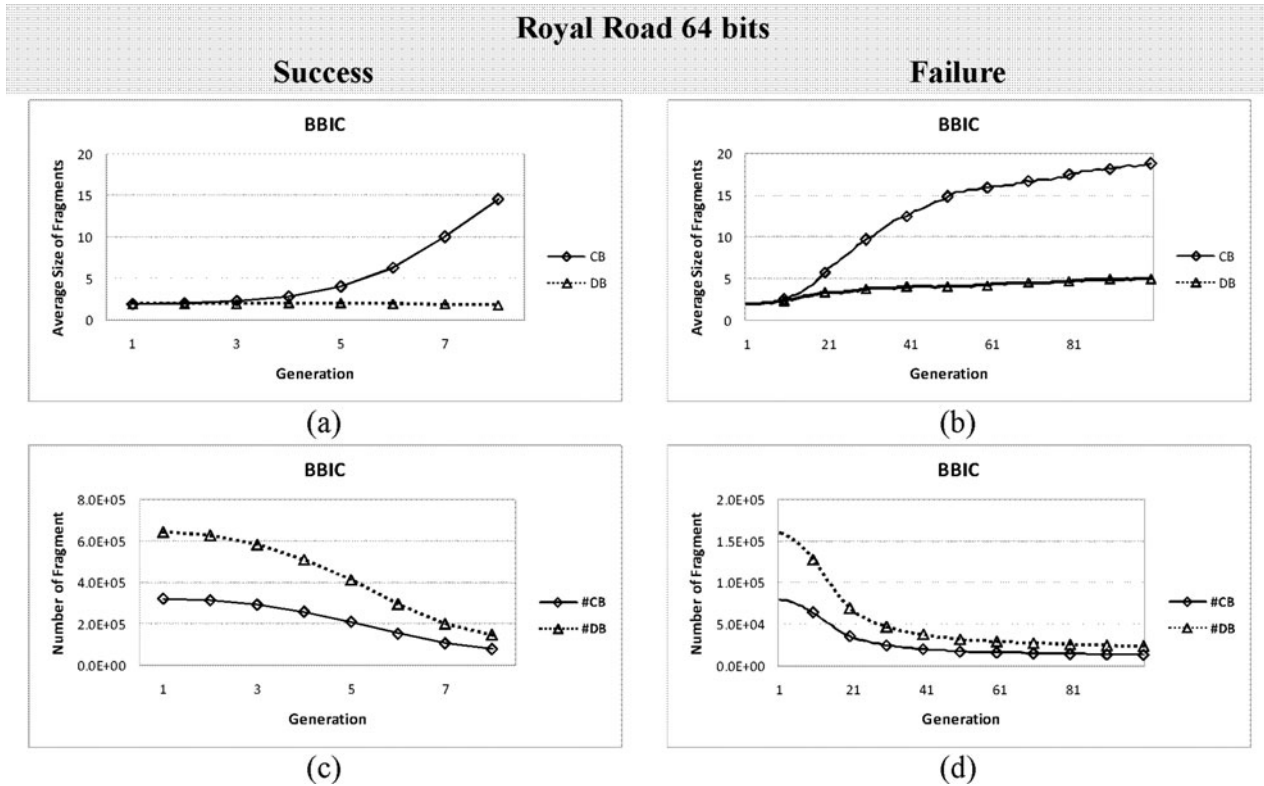 Royal Road 64 bits
Success
Failure
BBIC
Average Size of Fragments
20
15
10
5
0
1 3 5 7
Generation
CB
DB
(a)
BBIC
Average Size of Fragments
20
15
10
5
0
1 21 41 61 81
Generation
CB
DB
(b)
BBIC
Number of Fragment
8.0E+05
6.0E+05
4.0E+05
2.0E+05
0.0E+00
1 3 5 7
Generation
#CB
#DB
(c)
BBIC
Number of Fragment
2.0E+05
1.5E+05
1.0E+05
5.0E+04
0.0E+00
1 21 41 61 81
Generation
#CB
#DB
(d)